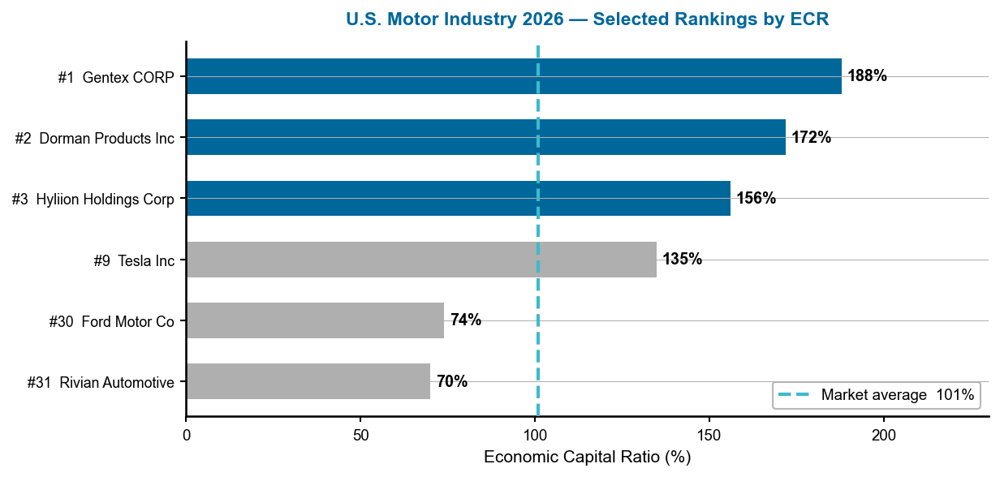 U.S. Motor Industry 2026 — Selected Rankings by ECR
#1 Gentex CORP
188%
#2 Dorman Products Inc
172%
#3 Hyliion Holdings Corp
156%
#9 Tesla Inc
135%
#30 Ford Motor Co
74%
#31 Rivian Automotive
70%
Market average 101%
0 50 100 150 200
Economic Capital Ratio (%)